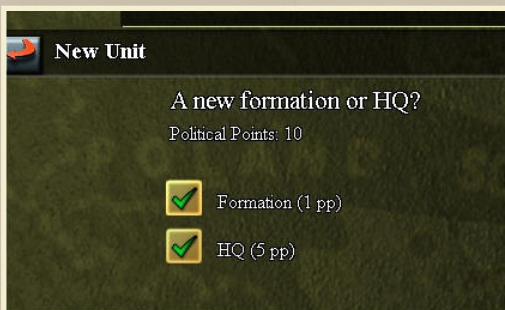 New Unit
A new formation or HQ?
Political Points: 10
Formation (1 pp)
HQ (5 pp)